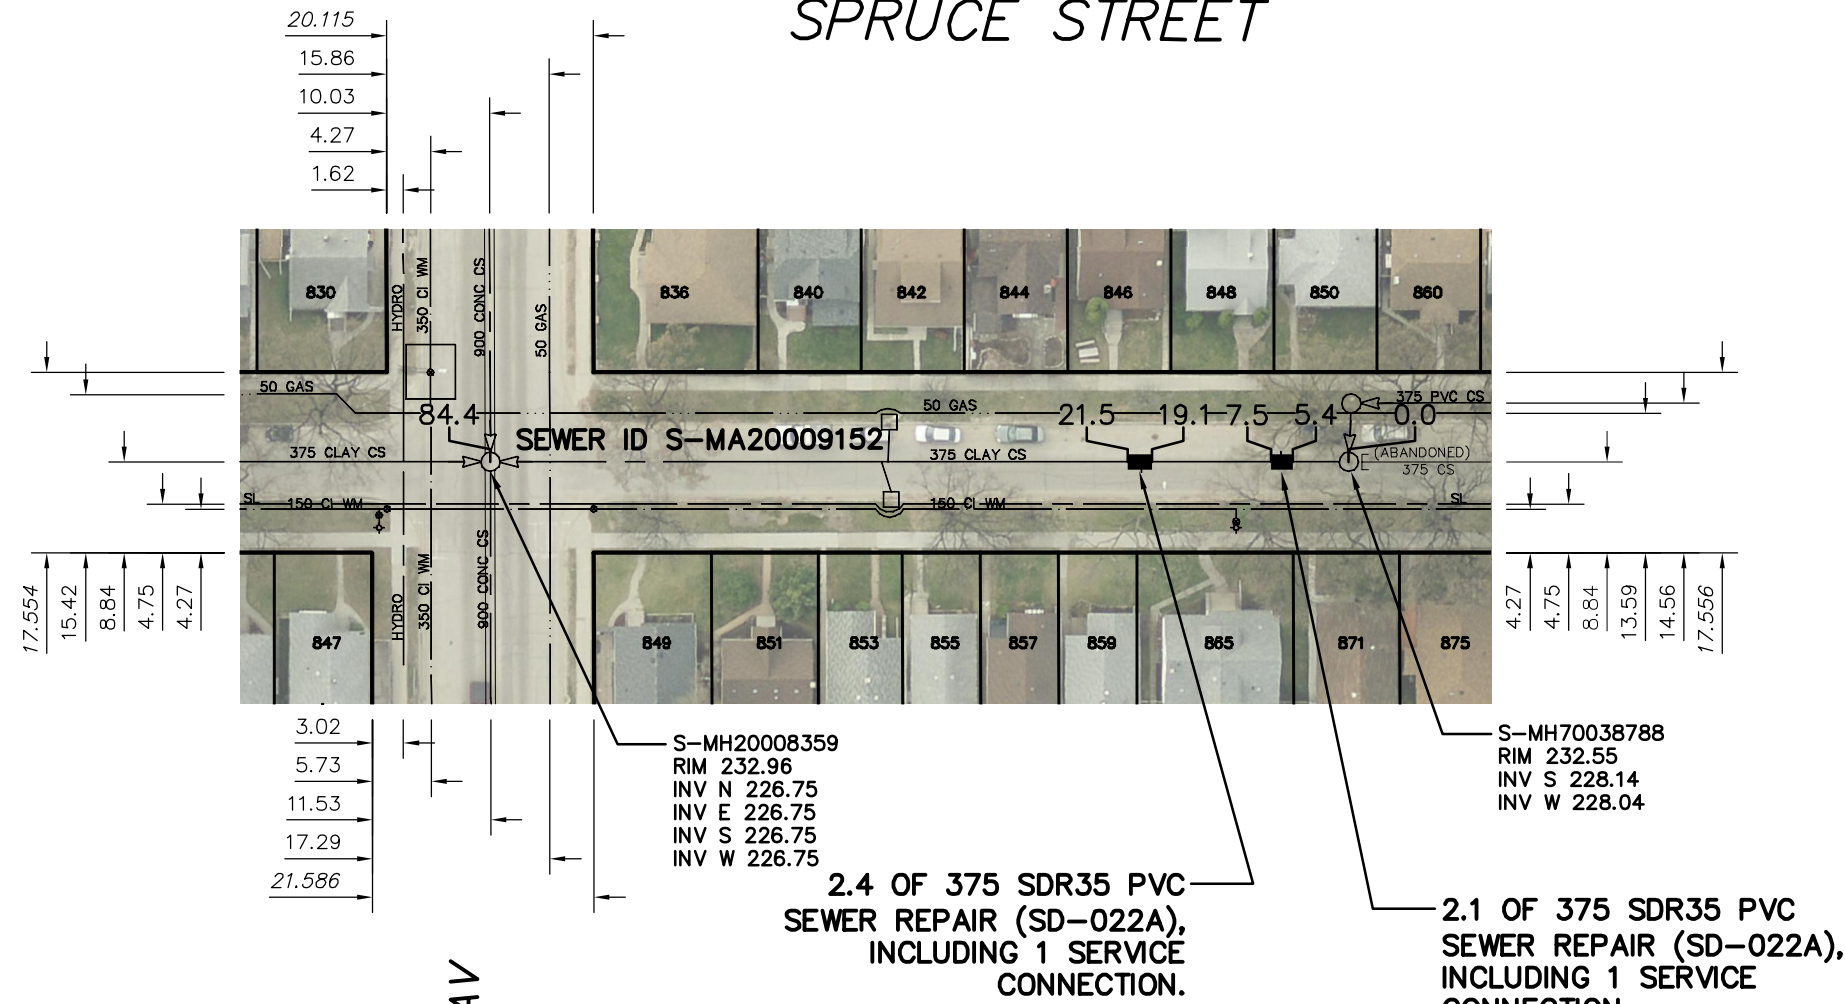 SPRUCE STREET
20.115
15.86
10.03
4.27
1.62
830
836
840
842
844
846
848
850
860
HYDRO
350 CI WM
900 CONC CS
50 GAS
50 GAS
50 GAS
375 PVC CS
84.4
21.5
19.1
7.5
5.4
0.0
SEWER ID S-MA20009152
375 CLAY CS
375 CLAY CS
(ABANDONED)
375 CS
SL
150 CI WM
150 CI WM
SL
HYDRO
350 CI WM
900 CONC CS
17.554
15.42
8.84
4.75
4.27
4.27
4.75
8.84
13.59
14.56
17.556
847
849
851
853
855
857
859
865
871
875
3.02
5.73
11.53
17.29
21.586
S-MH20008359
RIM 232.96
INV N 226.75
INV E 226.75
INV S 226.75
INV W 226.75
S-MH70038788
RIM 232.55
INV S 228.14
INV W 228.04
2.4 OF 375 SDR35 PVC
SEWER REPAIR (SD-022A),
INCLUDING 1 SERVICE
CONNECTION.
2.1 OF 375 SDR35 PVC
SEWER REPAIR (SD-022A),
INCLUDING 1 SERVICE
CONNECTION
AV